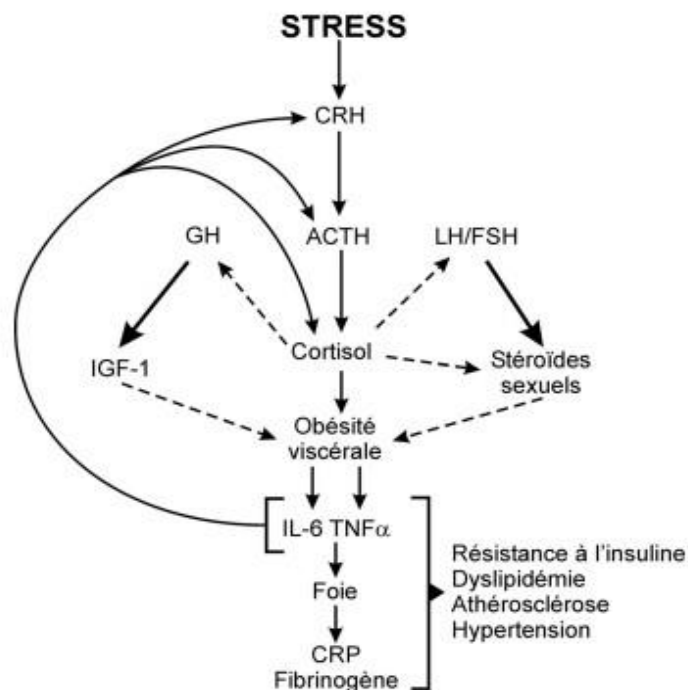 STRESS
CRH
GH
ACTH
LH/FSH
IGF-1
Cortisol
Stéroïdes
sexuels
Obésité
viscérale
IL-6 TNFα
Foie
CRP
Fibrinogène
Résistance à l'insuline
Dyslipidémie
Athérosclérose
Hypertension